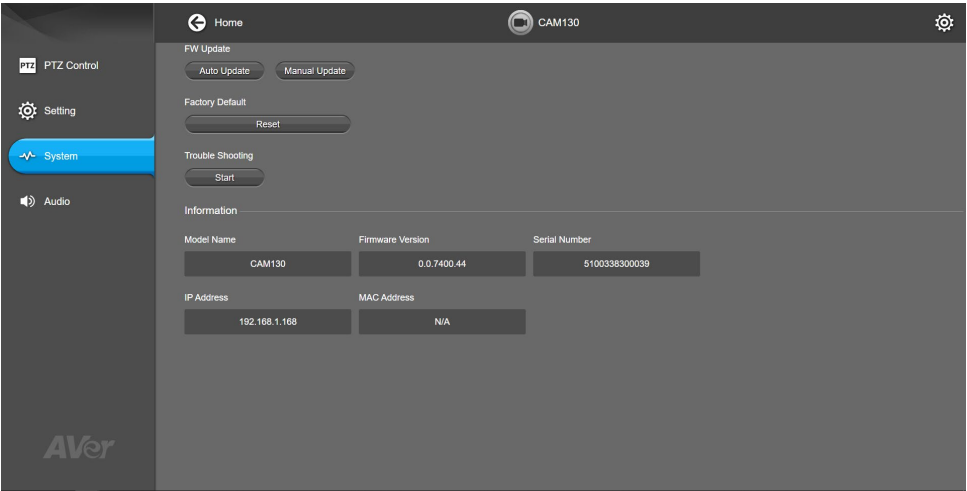 Home
CAM130
PTZ PTZ Control
Setting
System
Audio
FW Update
Auto Update Manual Update
Factory Default
Reset
Trouble Shooting
Start
Information
Model Name Firmware Version Serial Number
CAM130 0.0.7400.44 5100338300039
IP Address MAC Address
192.168.1.168 N/A
AVer